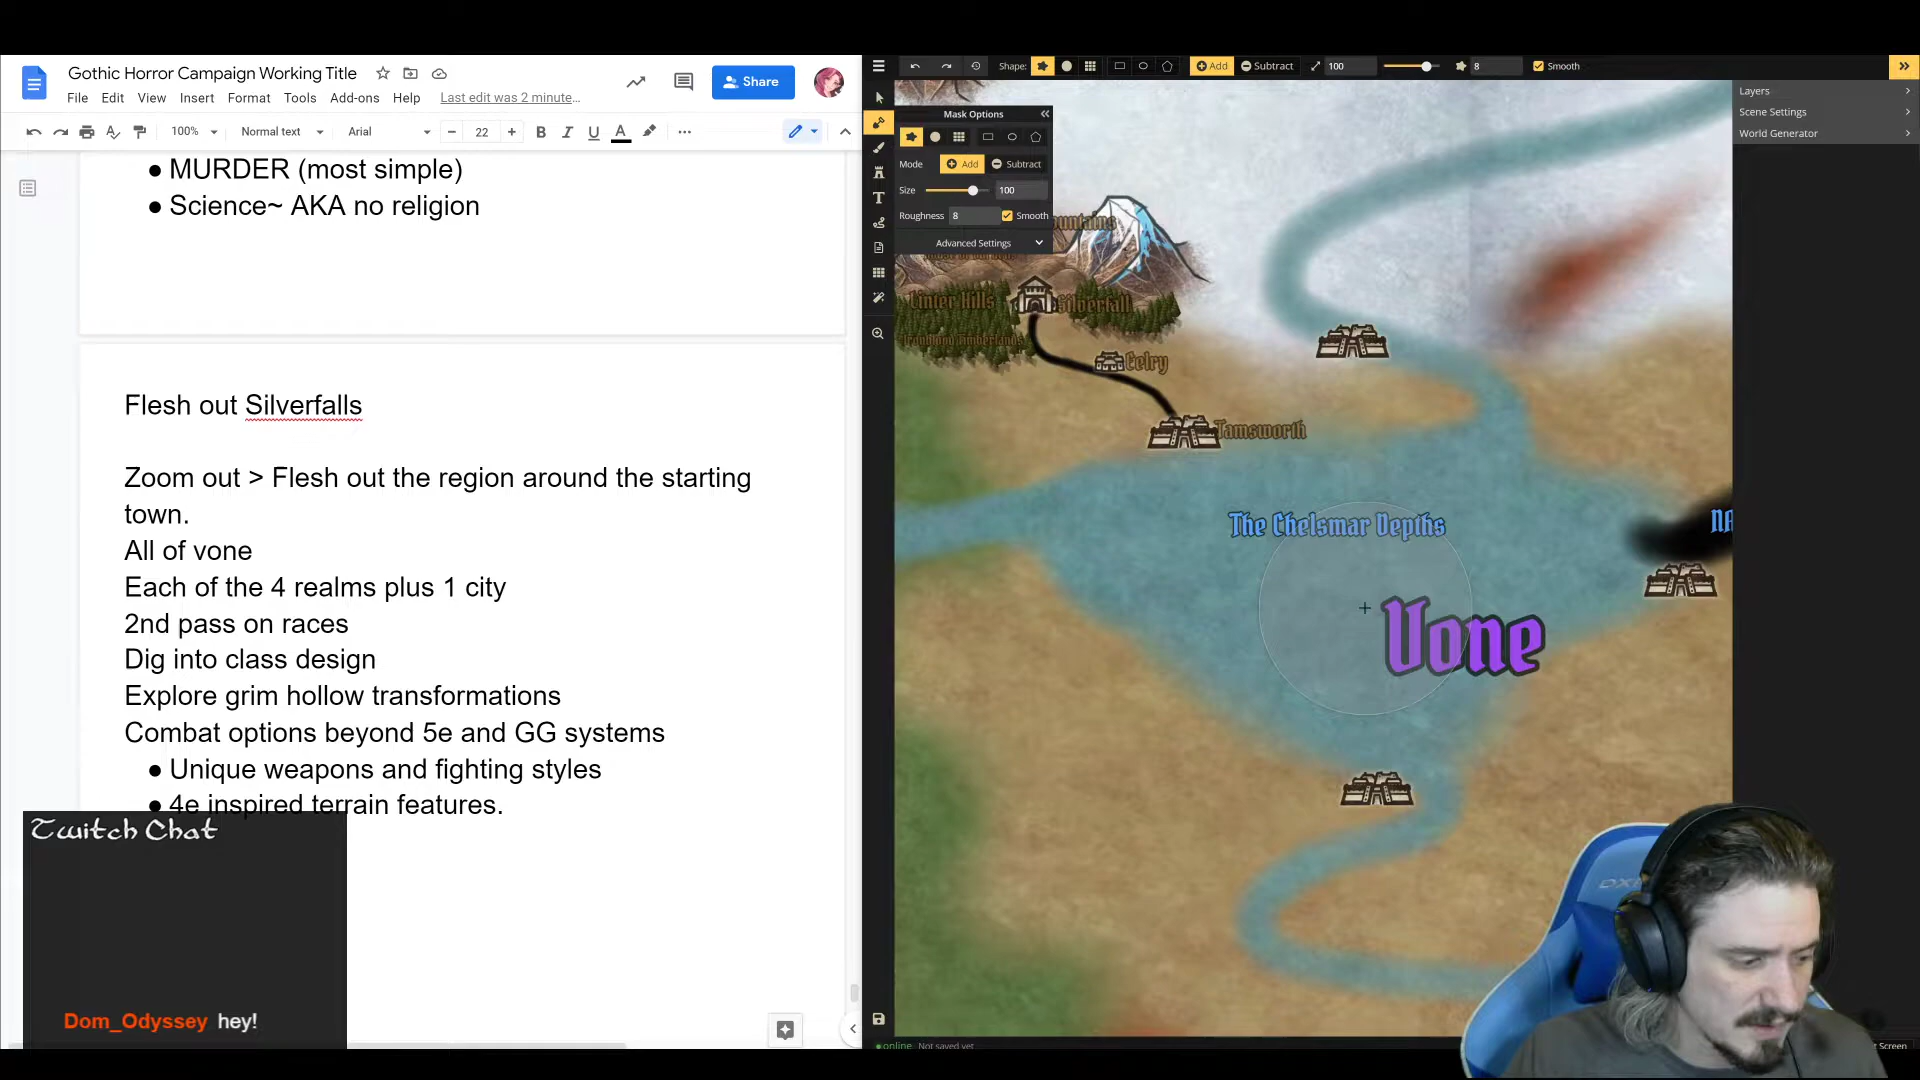 Gothic Horror Campaign Working Title
File Edit View Insert Format Tools Add-ons Help Last edit was 2 minute…
Share
100% Normal text Arial 22
MURDER (most simple)
Science~ AKA no religion
Flesh out Silverfalls
Zoom out > Flesh out the region around the starting
town.
All of vone
Each of the 4 realms plus 1 city
2nd pass on races
Dig into class design
Explore grim hollow transformations
Combat options beyond 5e and GG systems
Unique weapons and fighting styles
4e inspired terrain features.
Twitch Chat
Dom_Odyssey hey!
Shape: Add Subtract 100 8 Smooth
Layers
Scene Settings
World Generator
Mask Options
Mode Add Subtract
Size 100
Roughness 8 Smooth
Advanced Settings
Linter Hills
Silverfall
Celry
Tamsworth
The Chelsmar Depths
Vone
online Not saved yet
Screen